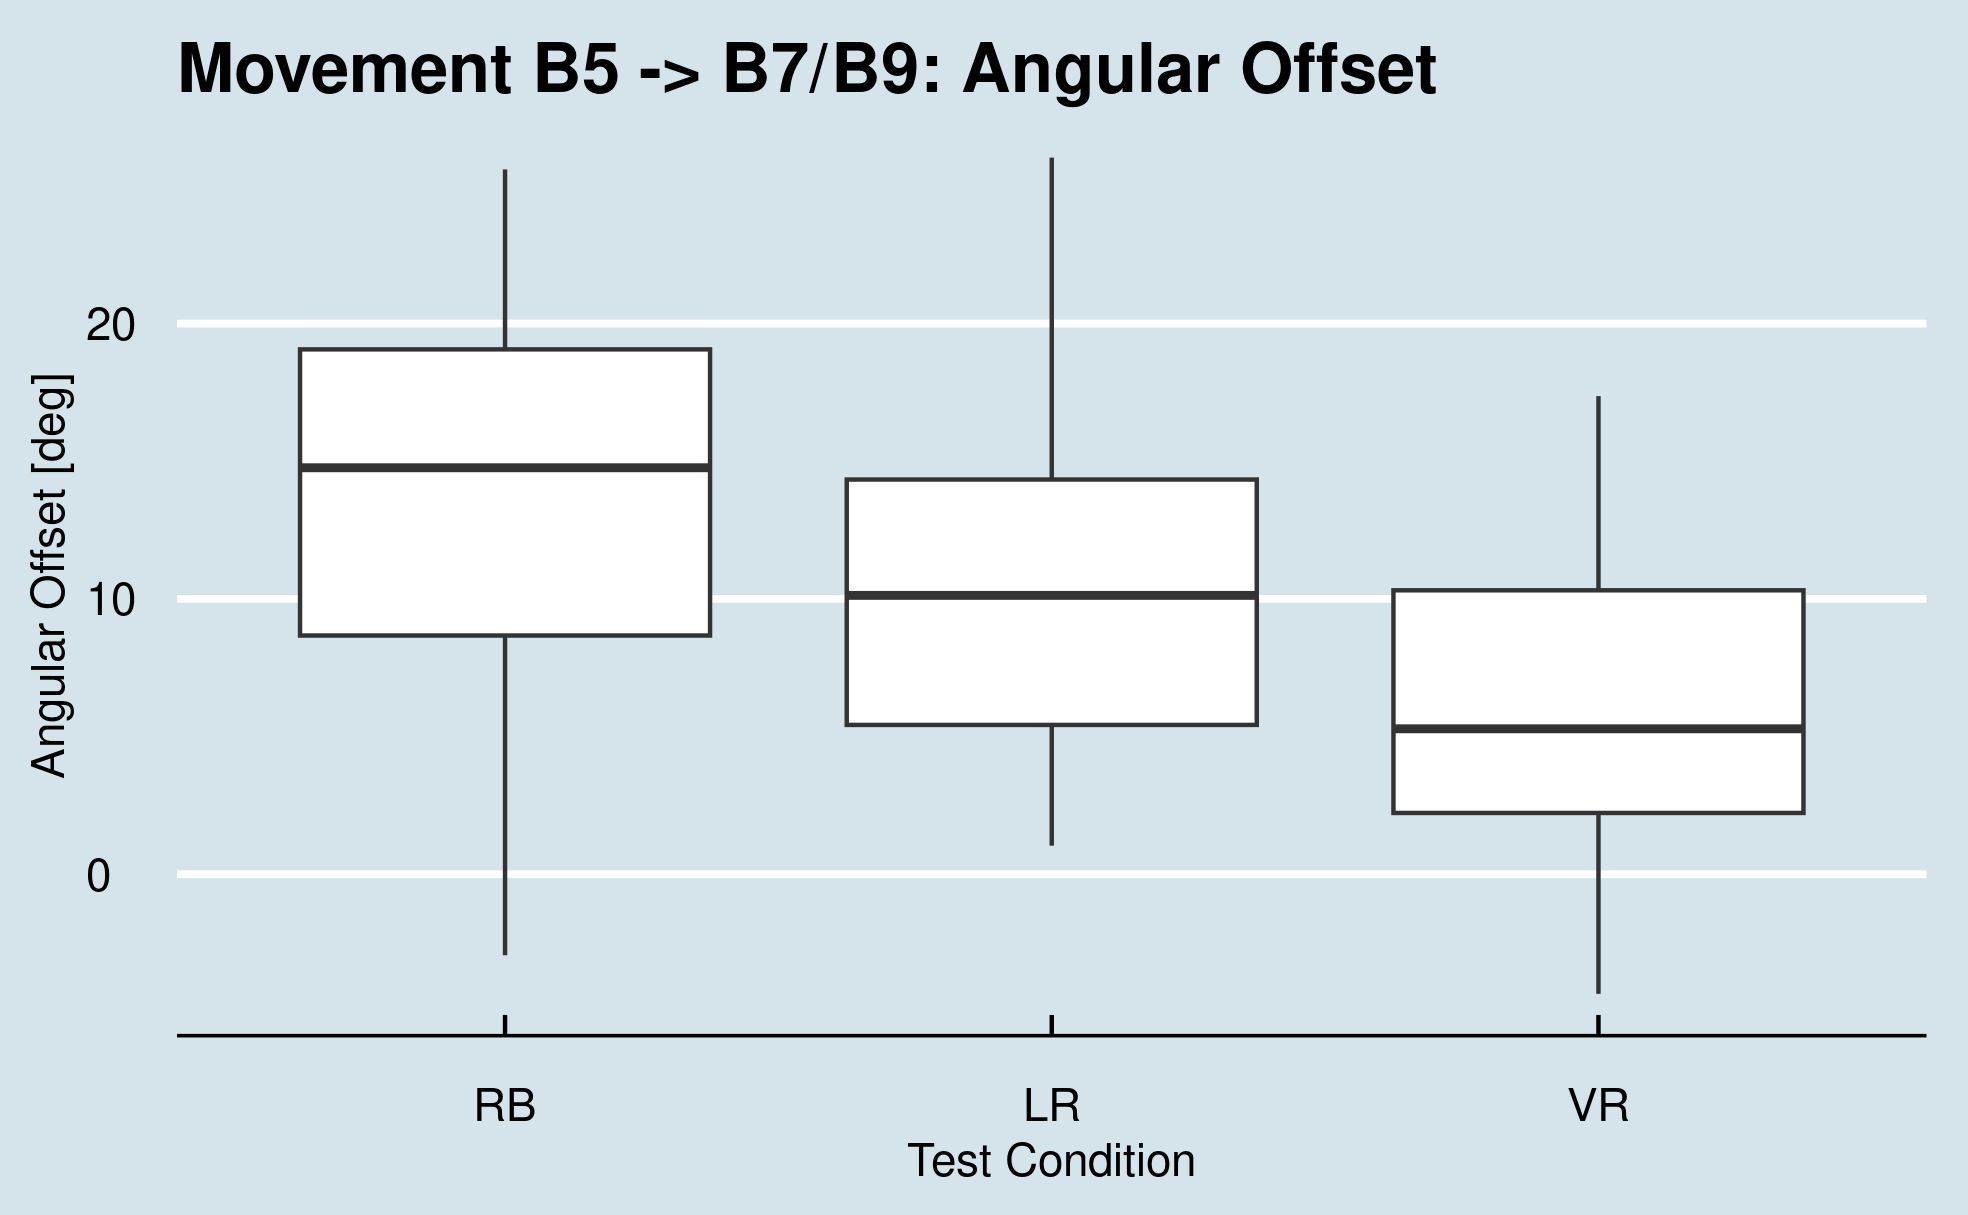 Movement B5 -> B7/B9: Angular Offset
Angular Offset [deg]
20
10
0
RB LR VR
Test Condition